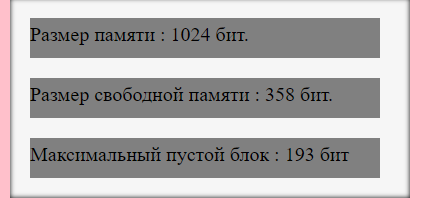 Размер памяти : 1024 бит.
Размер свободной памяти : 358 бит.
Максимальный пустой блок : 193 бит